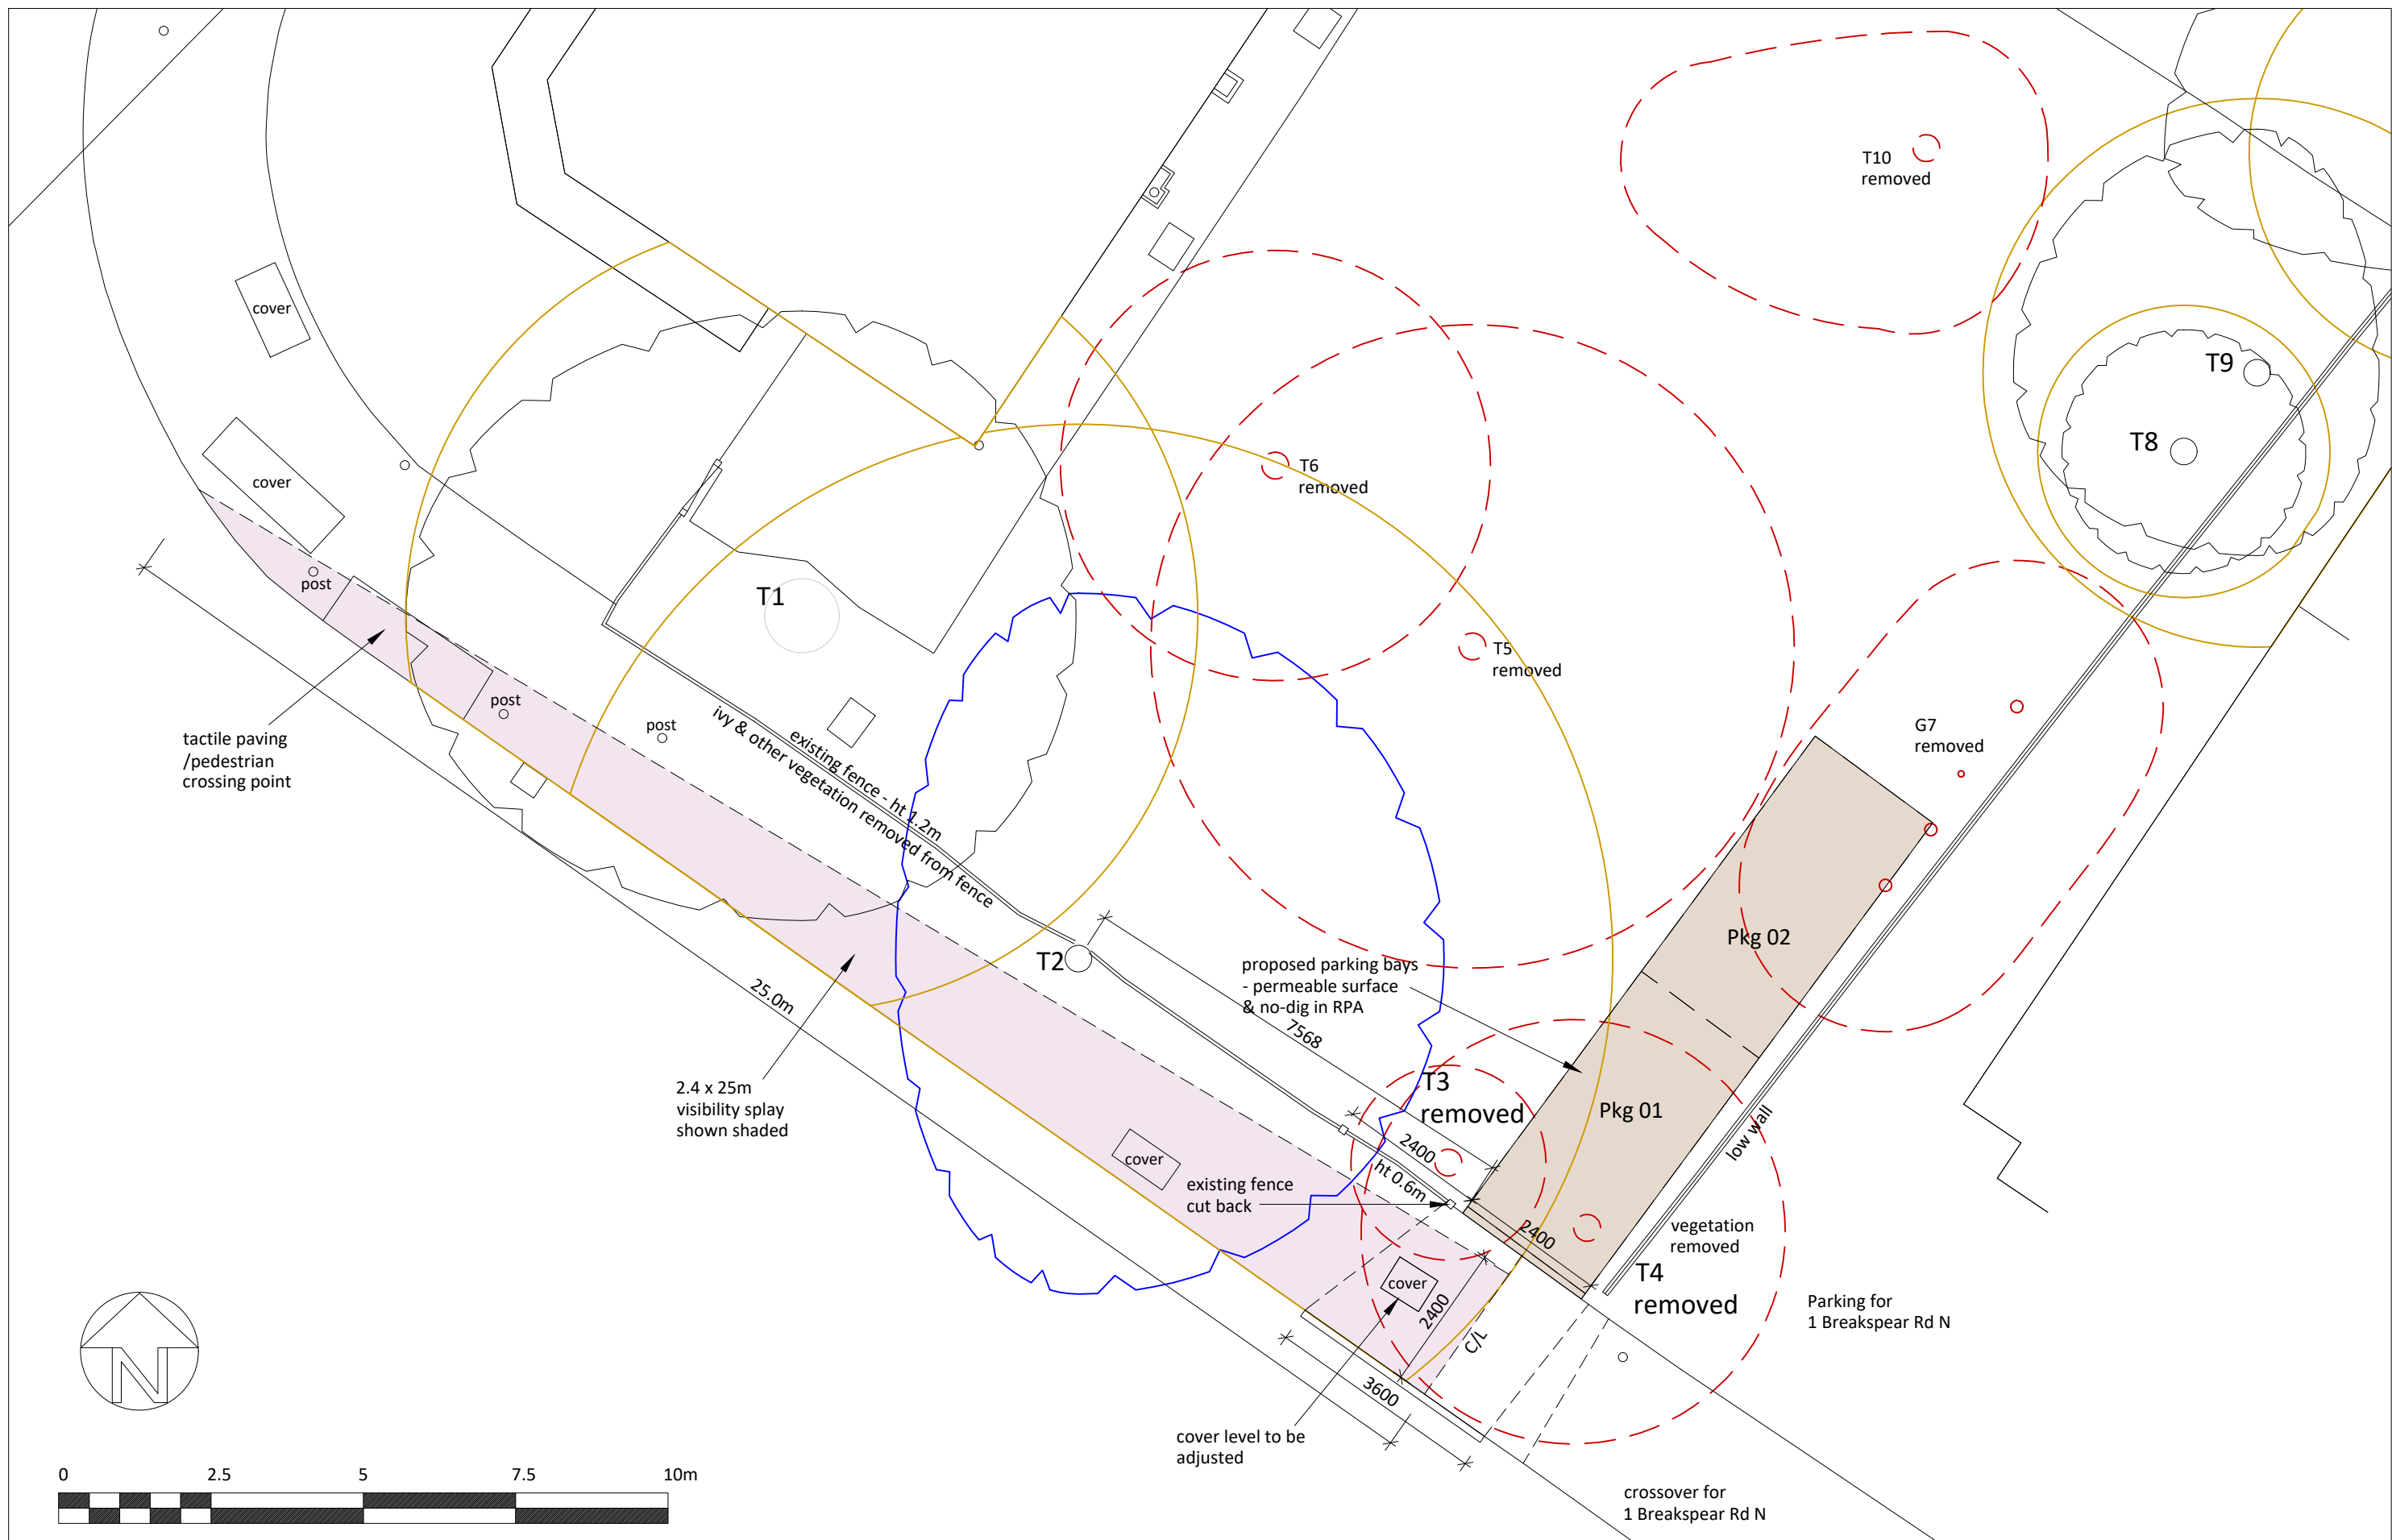 T10
removed
cover
T9
T8
cover
T6
removed
post
T1
T5
removed
post
post
ivy & other vegetation removed from fence
existing fence - ht 1.2m
tactile paving
/pedestrian
crossing point
G7
removed
Pkg 02
T2
proposed parking bays
- permeable surface
& no-dig in RPA
25.0m
7568
2.4 x 25m
visibility splay
shown shaded
T3
removed
Pkg 01
low wall
2400
cover
ht 0.6m
existing fence
cut back
2400
vegetation
removed
T4
removed
cover
2400
C/L
Parking for
1 Breakspear Rd N
N
3600
cover level to be
adjusted
0 2.5 5 7.5 10m
crossover for
1 Breakspear Rd N